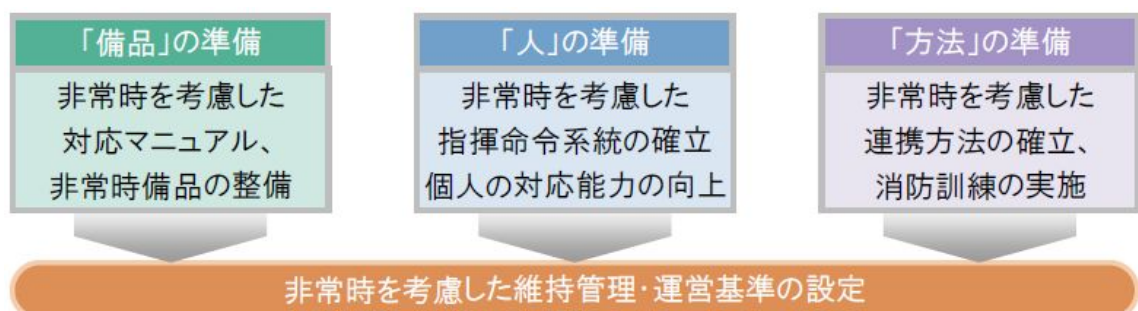 「備品」の準備
非常時を考慮した
対応マニュアル、
非常時備品の整備
「人」の準備
非常時を考慮した
指揮命令系統の確立
個人の対応能力の向上
「方法」の準備
非常時を考慮した
連携方法の確立、
消防訓練の実施
非常時を考慮した維持管理・運営基準の設定